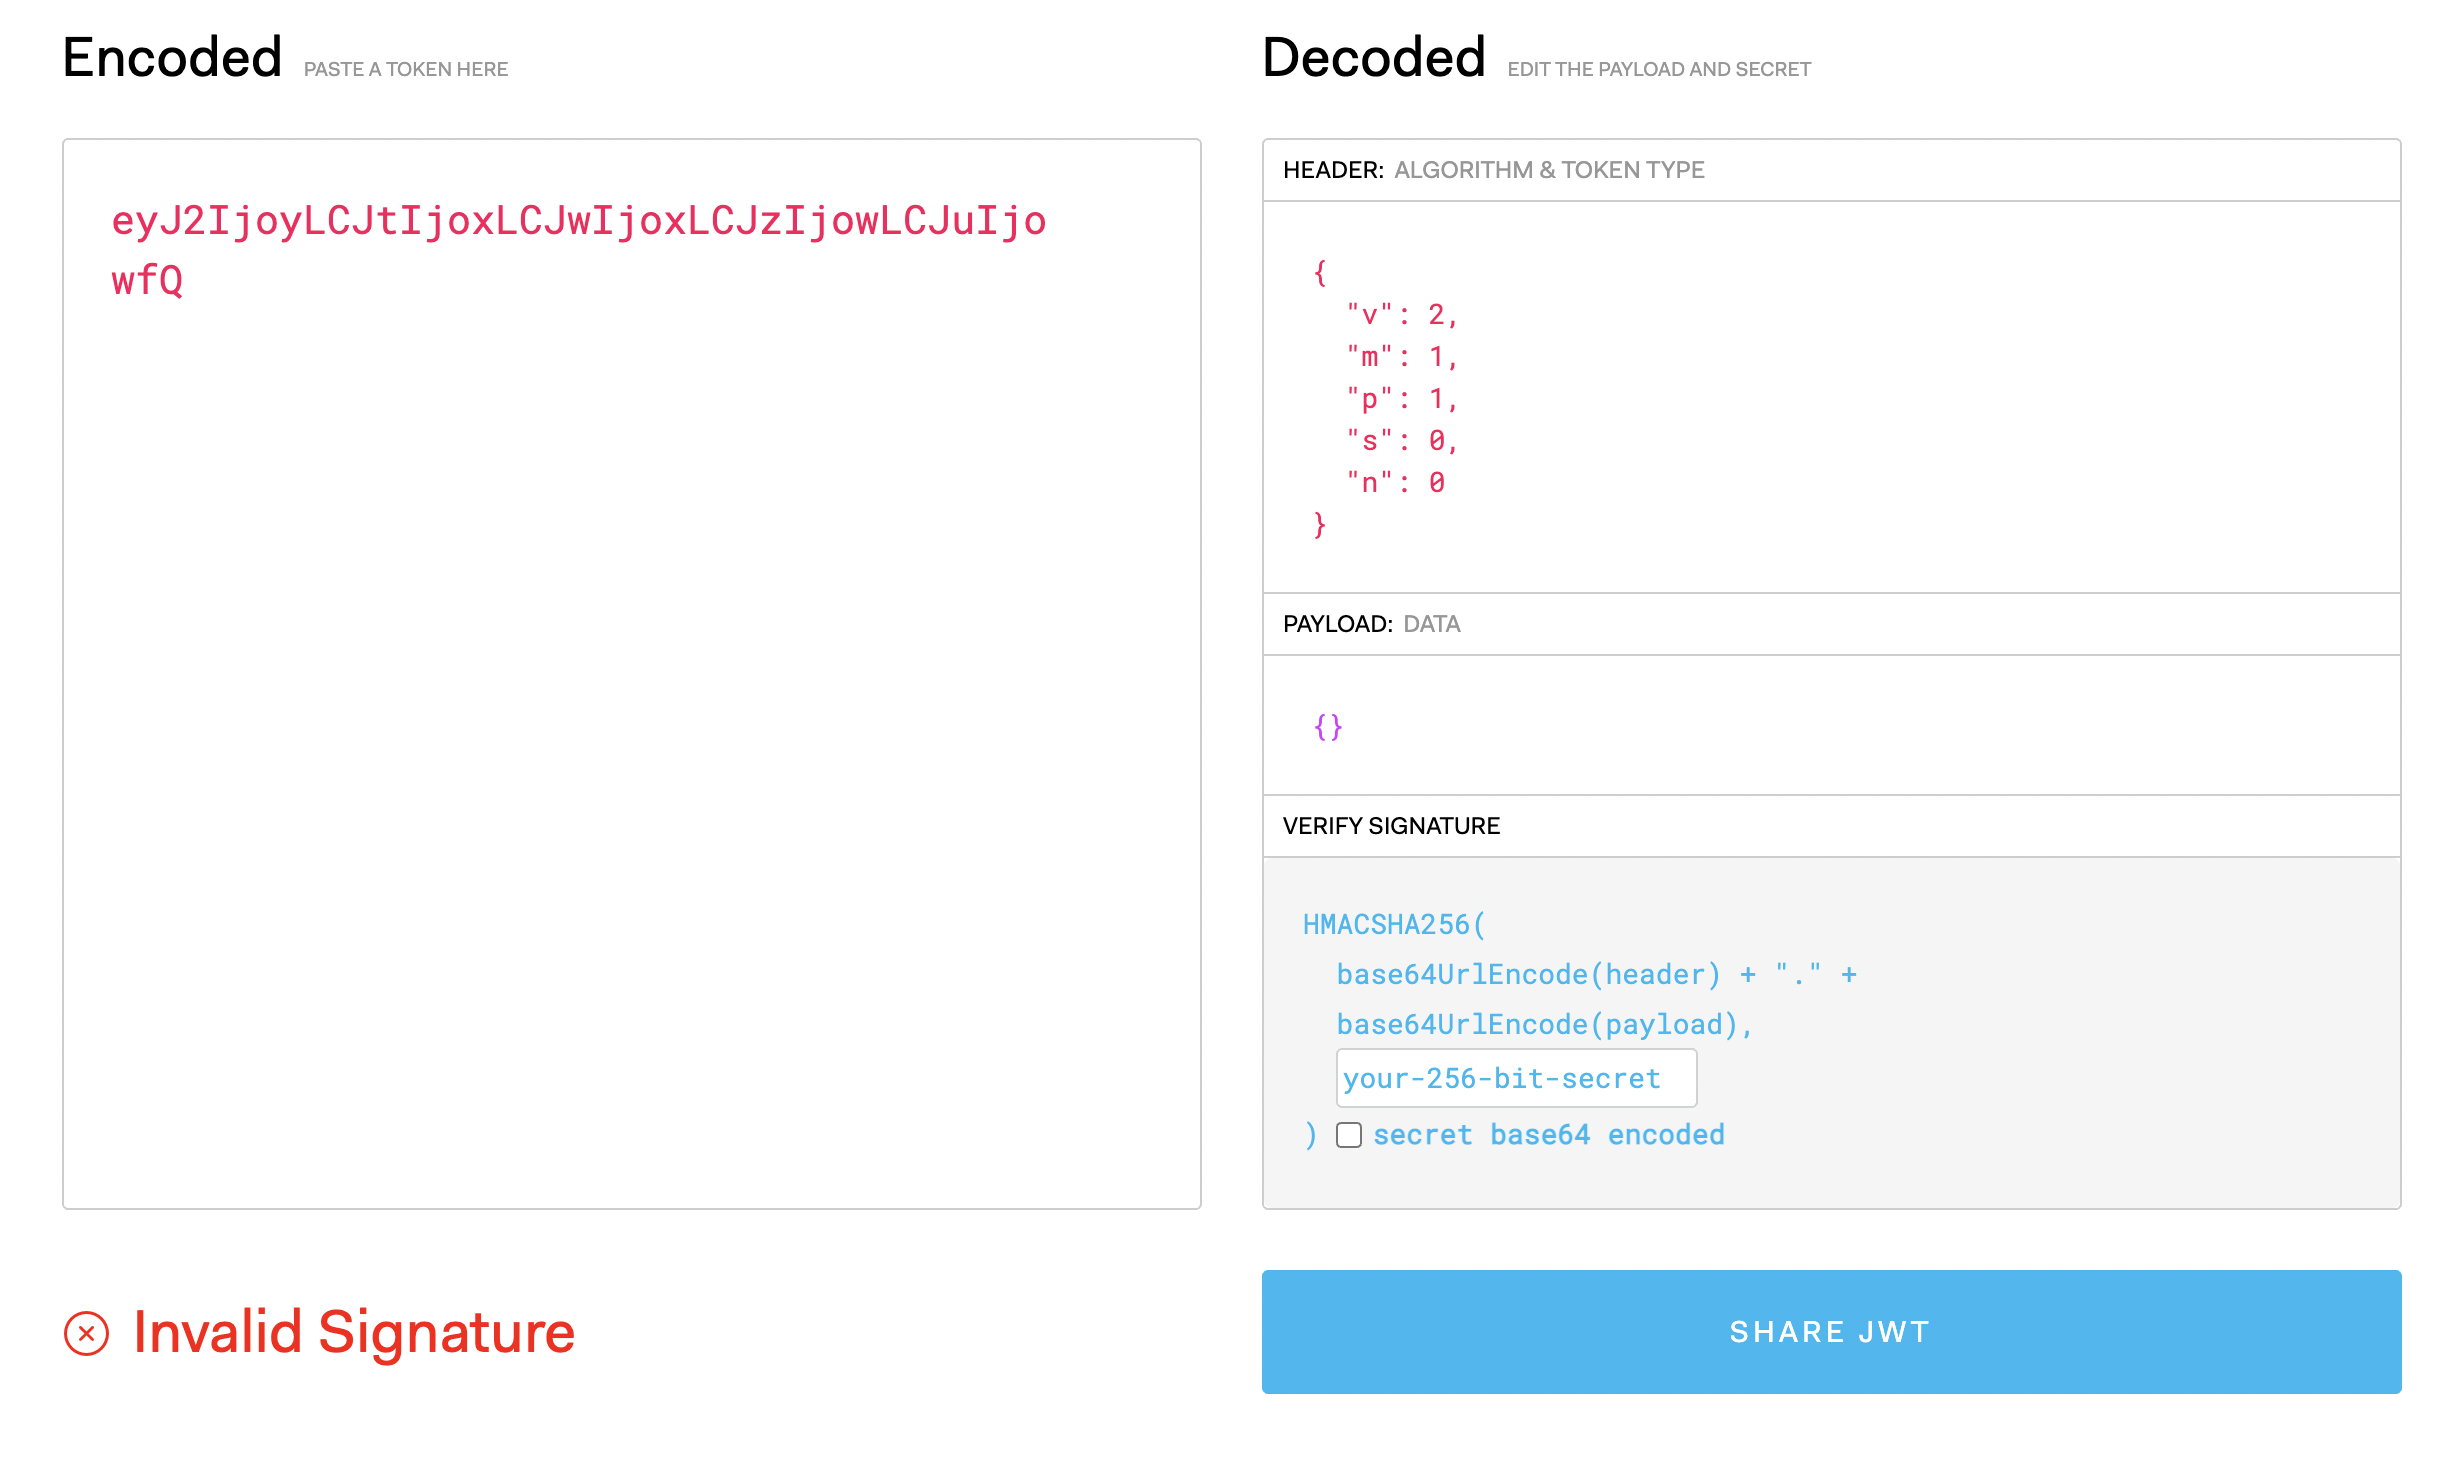 Encoded PASTE A TOKEN HERE
eyJ2IjoyLCJtIjoxLCJwIjoxLCJzIjowLCJuIjo
wfQ
Invalid Signature
Decoded EDIT THE PAYLOAD AND SECRET
HEADER: ALGORITHM & TOKEN TYPE
{
"v": 2,
"m": 1,
"p": 1,
"s": 0,
"n": 0
}
PAYLOAD: DATA
{}
VERIFY SIGNATURE
HMACSHA256(
base64UrlEncode(header) + "." +
base64UrlEncode(payload),
your-256-bit-secret
) secret base64 encoded
SHARE JWT